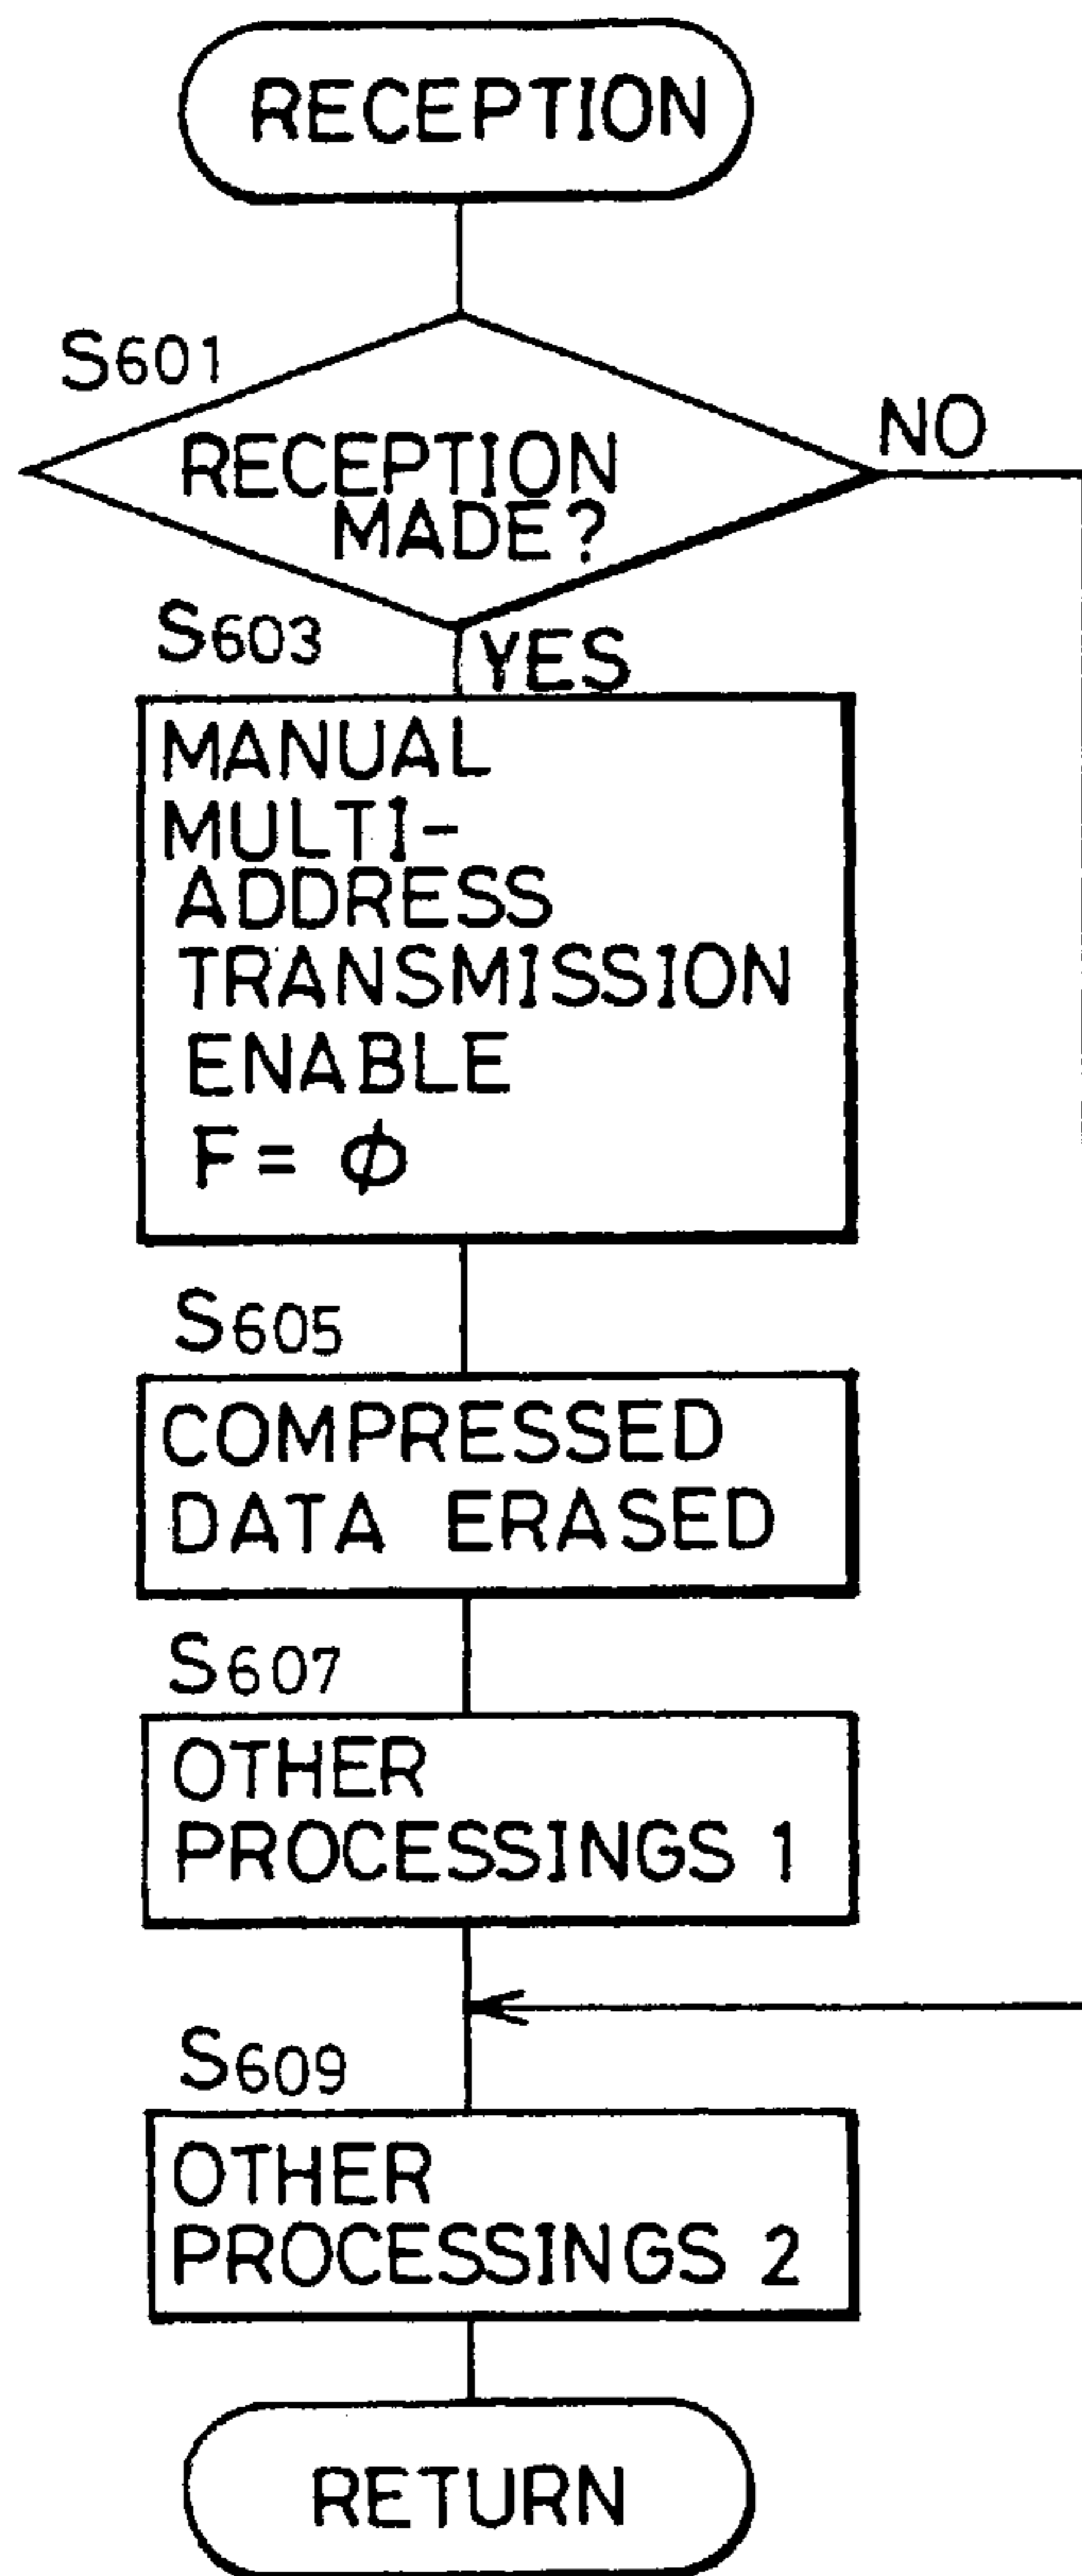 RECEPTION
S601
NO
RECEPTION
MADE?
S603
YES
MANUAL
MULTI-
ADDRESS
TRANSMISSION
ENABLE
F= ϕ
S605
COMPRESSED
DATA ERASED
S607
OTHER
PROCESSINGS 1
S609
OTHER
PROCESSINGS 2
RETURN